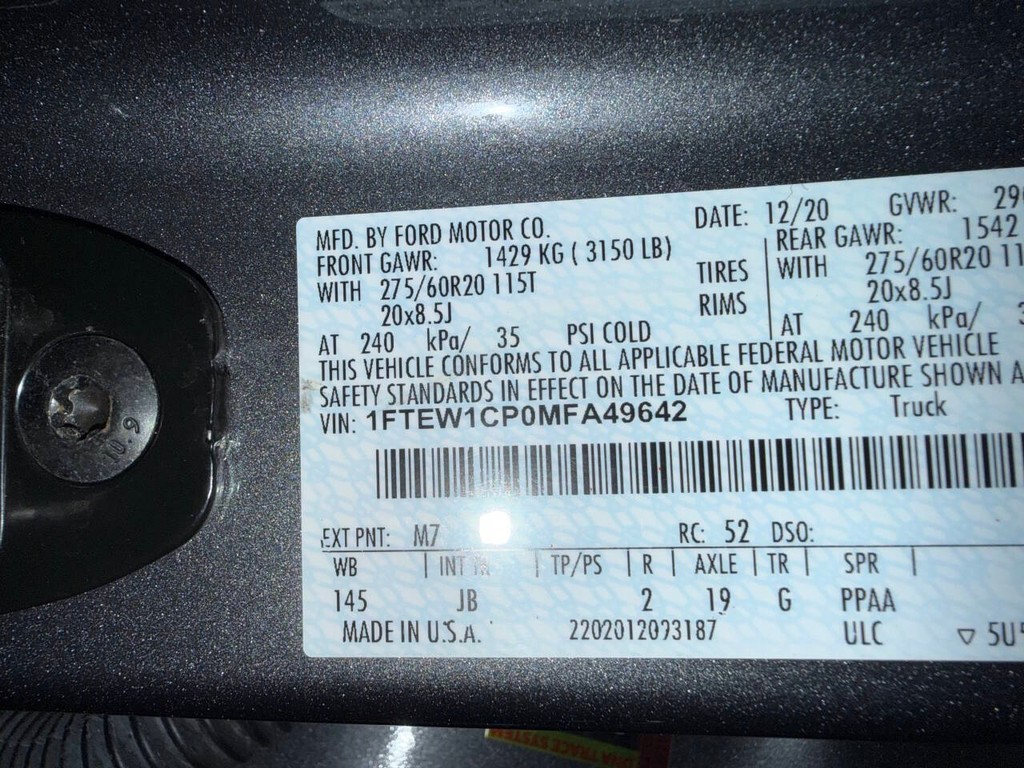 MFD. BY FORD MOTOR CO. DATE: 12/20 GVWR:
FRONT GAWR: 1429 KG ( 3150 LB) REAR GAWR: 1542
WITH 275/60R20 115T TIRES WITH 275/60R20
20x8.5J RIMS 20x8.5J
AT 240 kPa/ 35 PSI COLD AT 240 kPa/
THIS VEHICLE CONFORMS TO ALL APPLICABLE FEDERAL MOTOR VEHICLE
SAFETY STANDARDS IN EFFECT ON THE DATE OF MANUFACTURE SHOWN
VIN: 1FTEW1CP0MFA49642 TYPE: Truck
EXT PNT: M7 RC: 52 DSO:
WB | INT | TP/PS | R | AXLE | TR | SPR |
145 JB 2 19 G PPAA
MADE IN U.S.A. 2202012093187 ULC ▽
10.9